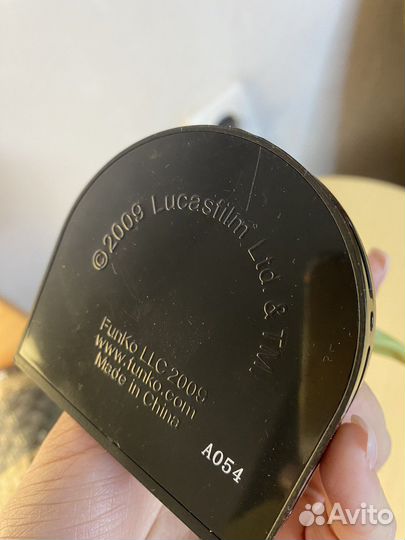 ©2009 Lucasfilm Ltd & TM
FunKo LLC 2009
www.funko.com
Made in China
A054
Avito